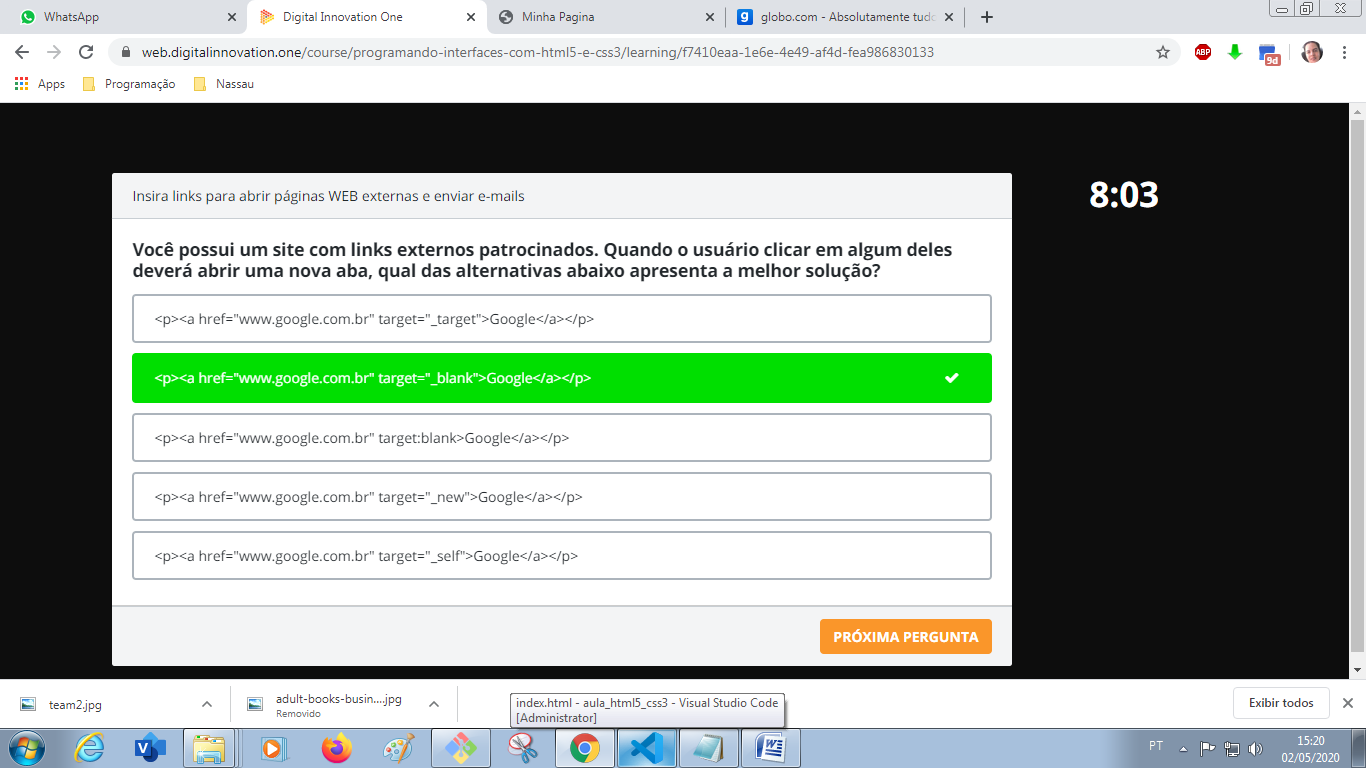 WhatsApp
Digital Innovation One
Minha Pagina
globo.com - Absolutamente tudo
web.digitalinnovation.one/course/programando-interfaces-com-html5-e-css3/learning/f7410eaa-1e6e-4e49-af4d-fea986830133
ABP
9d
Apps
Programação
Nassau
Insira links para abrir páginas WEB externas e enviar e-mails
8:03
Você possui um site com links externos patrocinados. Quando o usuário clicar em algum deles
deverá abrir uma nova aba, qual das alternativas abaixo apresenta a melhor solução?
<p><a href="www.google.com.br" target="_target">Google</a></p>
<p><a href="www.google.com.br" target="_blank">Google</a></p>
<p><a href="www.google.com.br" target:blank>Google</a></p>
<p><a href="www.google.com.br" target="_new">Google</a></p>
<p><a href="www.google.com.br" target="_self">Google</a></p>
PRÓXIMA PERGUNTA
team2.jpg
adult-books-busin....jpg
Removido
Exibir todos
index.html - aula_html5_css3 - Visual Studio Code
[Administrator]
PT
15:20
02/05/2020